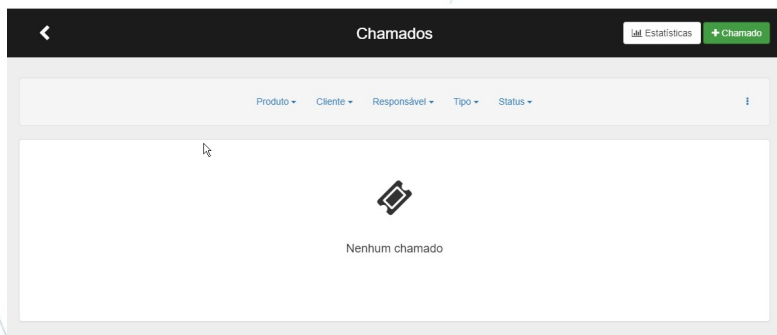 Chamados
Estatísticas
+ Chamado
Produto Cliente Responsável Tipo Status
Nenhum chamado